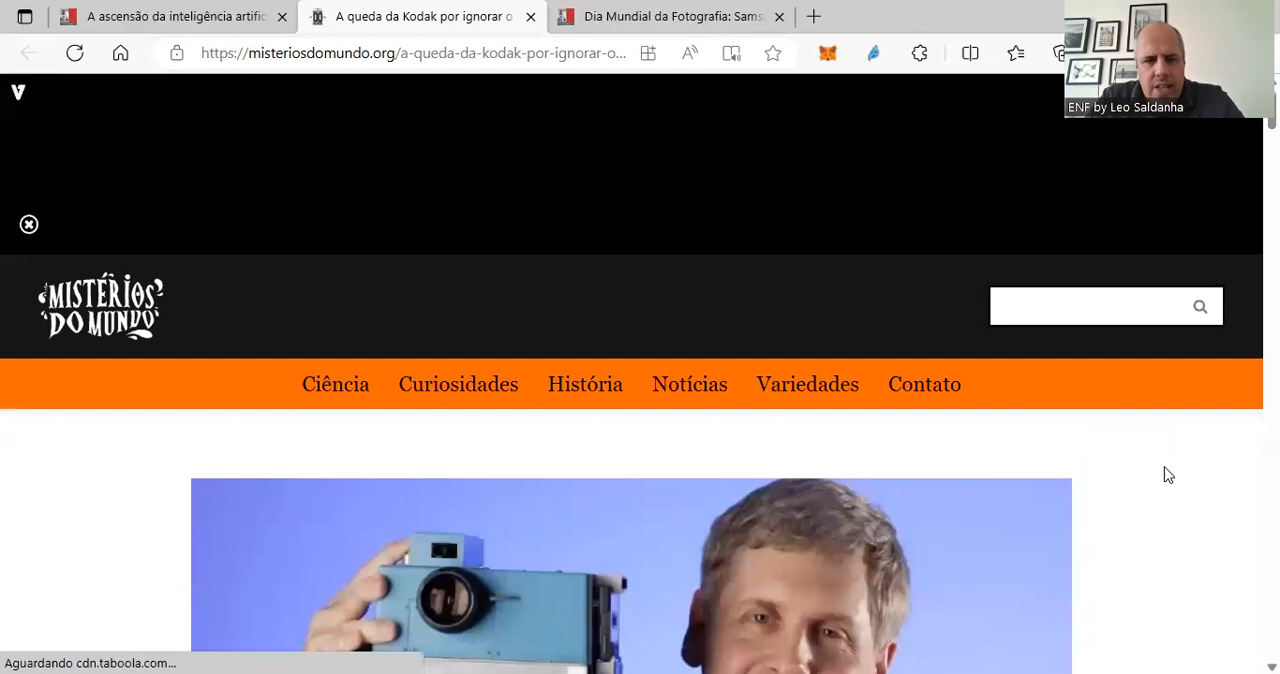 A ascensão da inteligência artific
A queda da Kodak por ignorar o
Dia Mundial da Fotografia: Sams
https://misteriosdomundo.org/a-queda-da-kodak-por-ignorar-o...
ENF by Leo Saldanha
MISTÉRIOS
DO MUNDO
Ciência Curiosidades História Notícias Variedades Contato
Aguardando cdn.taboola.com...